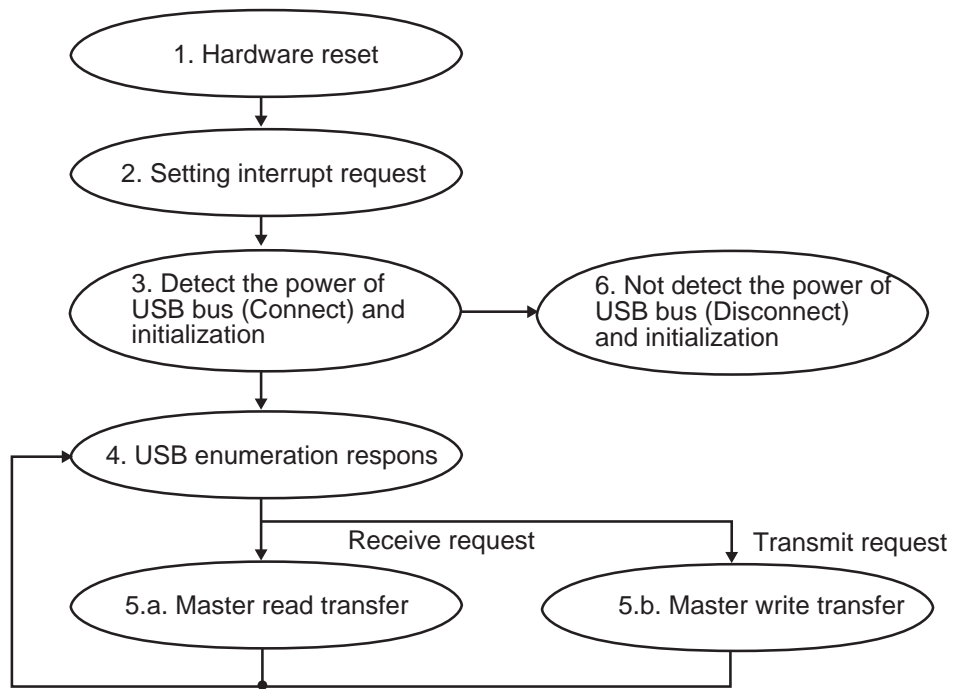 1. Hardware reset
2. Setting interrupt request
3. Detect the power of
USB bus (Connect) and
initialization
6. Not detect the power of
USB bus (Disconnect)
and initialization
4. USB enumeration respons
Receive request
Transmit request
5.a. Master read transfer
5.b. Master write transfer